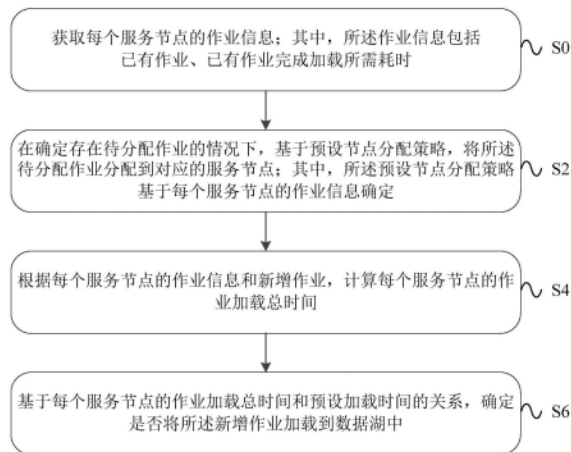 获取每个服务节点的作业信息；其中，所述作业信息包括
已有作业、已有作业完成加载所需耗时
S0
在确定存在待分配作业的情况下，基于预设节点分配策略，将所述
待分配作业分配到对应的服务节点；其中，所述预设节点分配策略
基于每个服务节点的作业信息确定
S2
根据每个服务节点的作业信息和新增作业，计算每个服务节点的作
业加载总时间
S4
基于每个服务节点的作业加载总时间和预设加载时间的关系，确定
是否将所述新增作业加载到数据湖中
S6